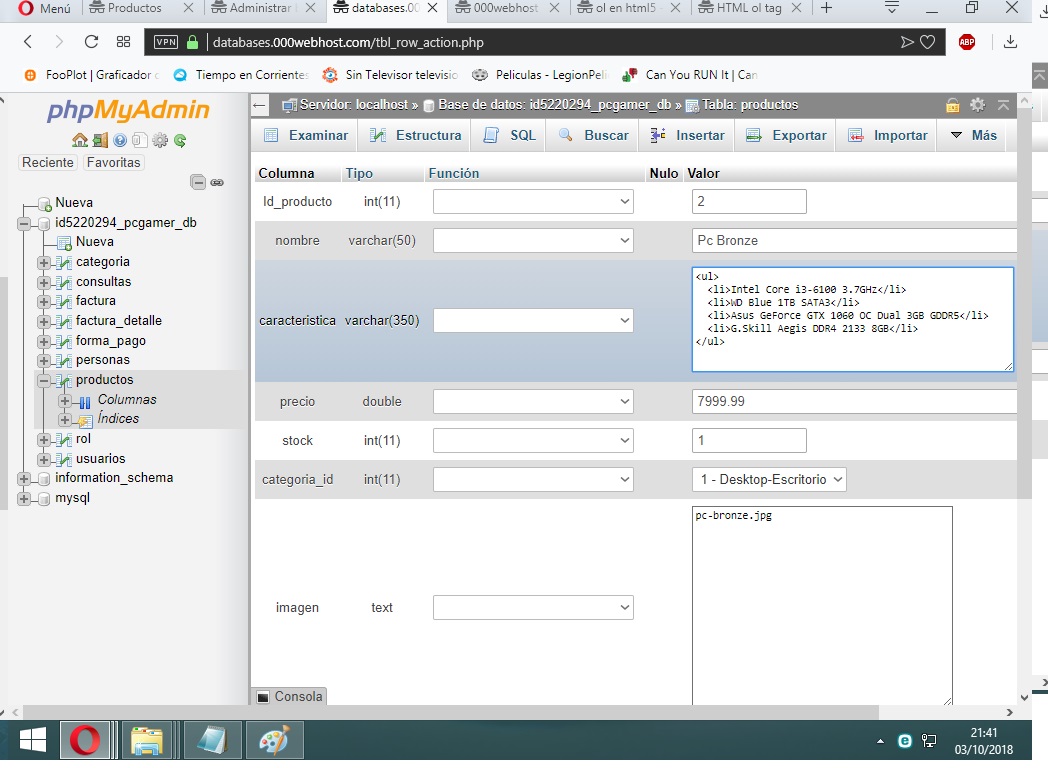 Menú
Productos
Administrar
databases.00
000webhost
ol en html5 -
HTML ol tag
VPN
databases.000webhost.com/tbl_row_action.php
ABP
FooPlot | Graficador
Tiempo en Corrientes
Sin Televisor televisio
Peliculas - LegionPeli
Can You RUN It | Can
phpMyAdmin
Reciente
Favoritas
Nueva
id5220294_pcgamer_db
Nueva
categoria
consultas
factura
factura_detalle
forma_pago
personas
productos
Columnas
Índices
rol
usuarios
information_schema
mysql
Servidor: localhost » Base de datos: id5220294_pcgamer_db » Tabla: productos
Examinar Estructura SQL Buscar Insertar Exportar Importar Más
Columna Tipo Función Nulo Valor
Id_producto int(11) 2
nombre varchar(50) Pc Bronze
caracteristica varchar(350)
<ul>
<li>Intel Core i3-6100 3.7GHz</li>
<li>WD Blue 1TB SATA3</li>
<li>Asus GeForce GTX 1060 OC Dual 3GB GDDR5</li>
<li>G.Skill Aegis DDR4 2133 8GB</li>
</ul>
precio double 7999.99
stock int(11) 1
categoria_id int(11) 1 - Desktop-Escritorio
imagen text
pc-bronze.jpg
Consola
21:41
03/10/2018